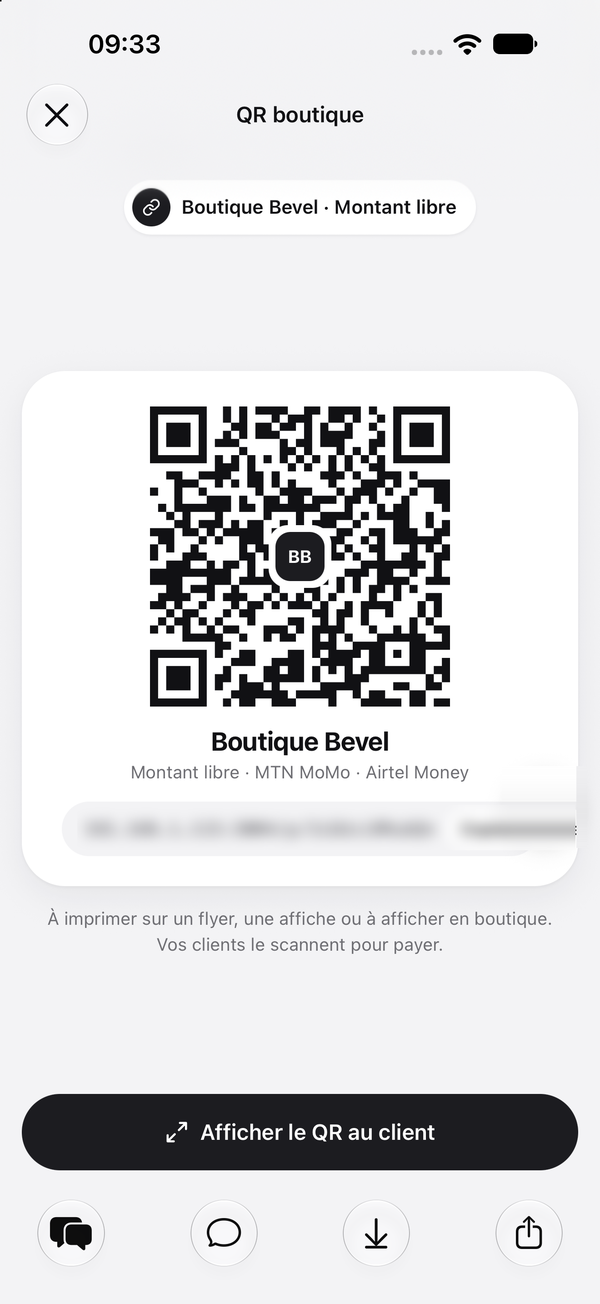 09:33
QR boutique
Boutique Bevel · Montant libre
BB
Boutique Bevel
Montant libre · MTN MoMo · Airtel Money
À imprimer sur un flyer, une affiche ou à afficher en boutique.
Vos clients le scannent pour payer.
Afficher le QR au client